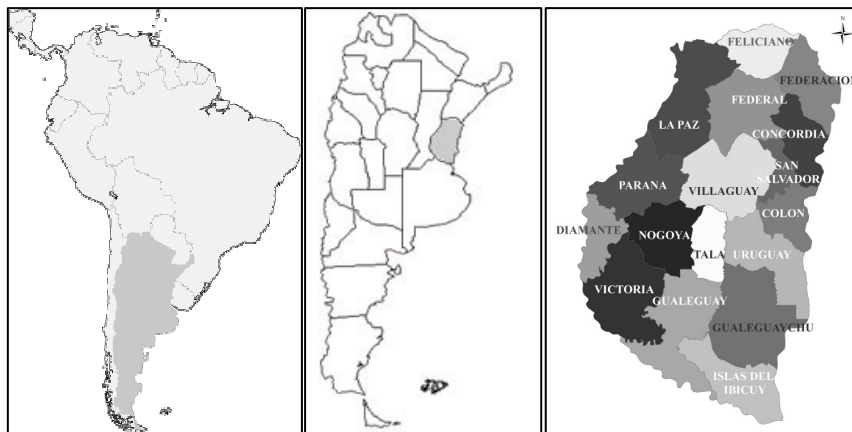 N
FELICIANO
FEDERACION
FEDERAL
LA PAZ
CONCORDIA
SAN
SALVADOR
PARANA
VILLAGUAY
COLON
DIAMANTE
NOGOYA
TALA
URUGUAY
VICTORIA
GUALEGUAY
GUALEGUAYCHU
ISLAS DEL
IBICUY